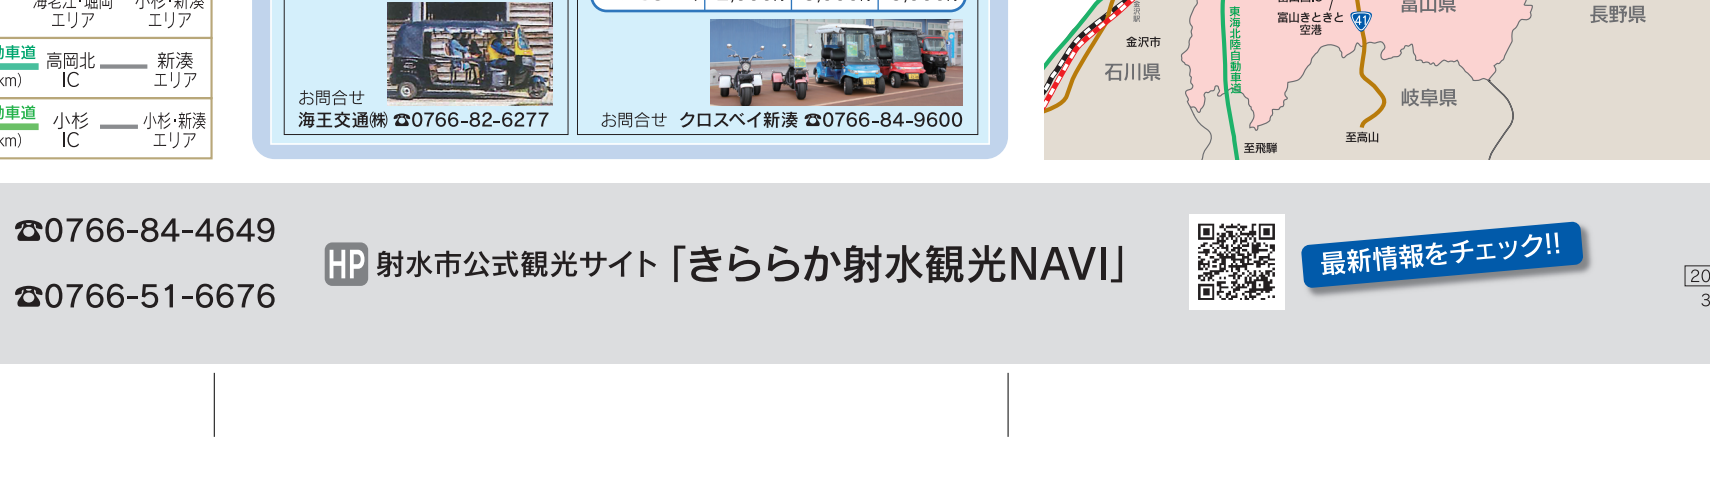 海老江・堀岡
エリア
小杉・新湊
エリア
動車道
km)
高岡北
IC
新湊
エリア
動車道
km)
小杉
IC
小杉・新湊
エリア
お問合せ
海王交通㈱ ☎0766-82-6277
お問合せ クロスベイ新湊 ☎0766-84-9600
金沢駅
金沢市
石川県
東海北陸自動車道
富山きときと
空港
41
富山県
長野県
岐阜県
至飛騨
至高山
☎0766-84-4649
☎0766-51-6676
HP 射水市公式観光サイト「きららか射水観光NAVI」
最新情報をチェック!!
20
3